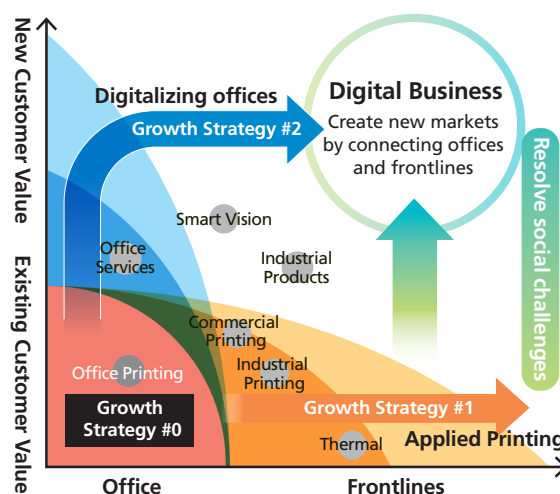 New Customer Value
Existing Customer Value
Digitalizing offices
Growth Strategy #2
Digital Business
Create new markets
by connecting offices
and frontlines
Resolve social challenges
Smart Vision
Office
Services
Industrial
Products
Commercial
Printing
Office Printing
Industrial
Printing
Growth
Strategy #0
Growth Strategy #1
Thermal
Applied Printing
Office
Frontlines